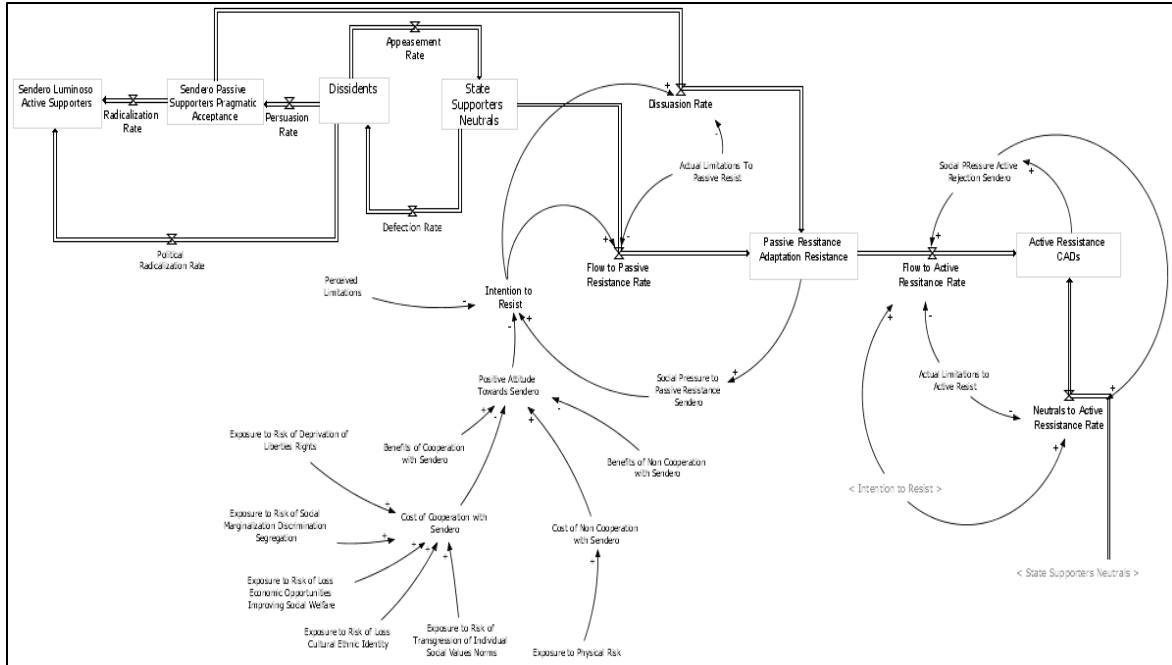 Appeasement
Rate
Sendero Luminoso
Active Supporters
Sendero Passive
Supporters Pragmatic
Acceptance
Dissidents
State
Supporters
Neutrals
Radicalization
Rate
Persuasion
Rate
Dissuasion Rate
+
-
Actual Limitations To
Passive Resist
Social PRessure Active
Rejection Sendero
+
Defection Rate
Political
Radicalization Rate
+
-
Flow to Passive
Resistance Rate
Passive Ressitance
Adaptation Resistance
+
Flow to Active
Ressitance Rate
Active Ressistance
CADs
Perceived
Limitations
-
Intention to
Resist
-
+
+
-
Positive Attitude
Towards Sendero
+
Social Pressure to
Passive Resistance
Sendero
Actual Limitations to
Active Resist
+
-
Neutrals to Active
Ressistance Rate
+
+
-
+
-
Exposure to Risk of Deprivation of
Liberties Rights
Benefits of Cooperation
with Sendero
Benefits of Non Cooperation
with Sendero
< Intention to Resist >
+
Exposure to Risk of Social
Marginalization Discrimination
Segregation
+
Cost of Cooperation with
Sendero
+
+
+
Cost of Non Cooperation
with Sendero
+
< State Supporters Neutrals >
Exposure to Risk of Loss
Economic Opportunities
Improving Social Welfare
Exposure to Risk of Loss
Cultural Ethnic Identity
Exposure to Risk of
Transgression of Individual
Social Values Norms
Exposure to Physical Risk